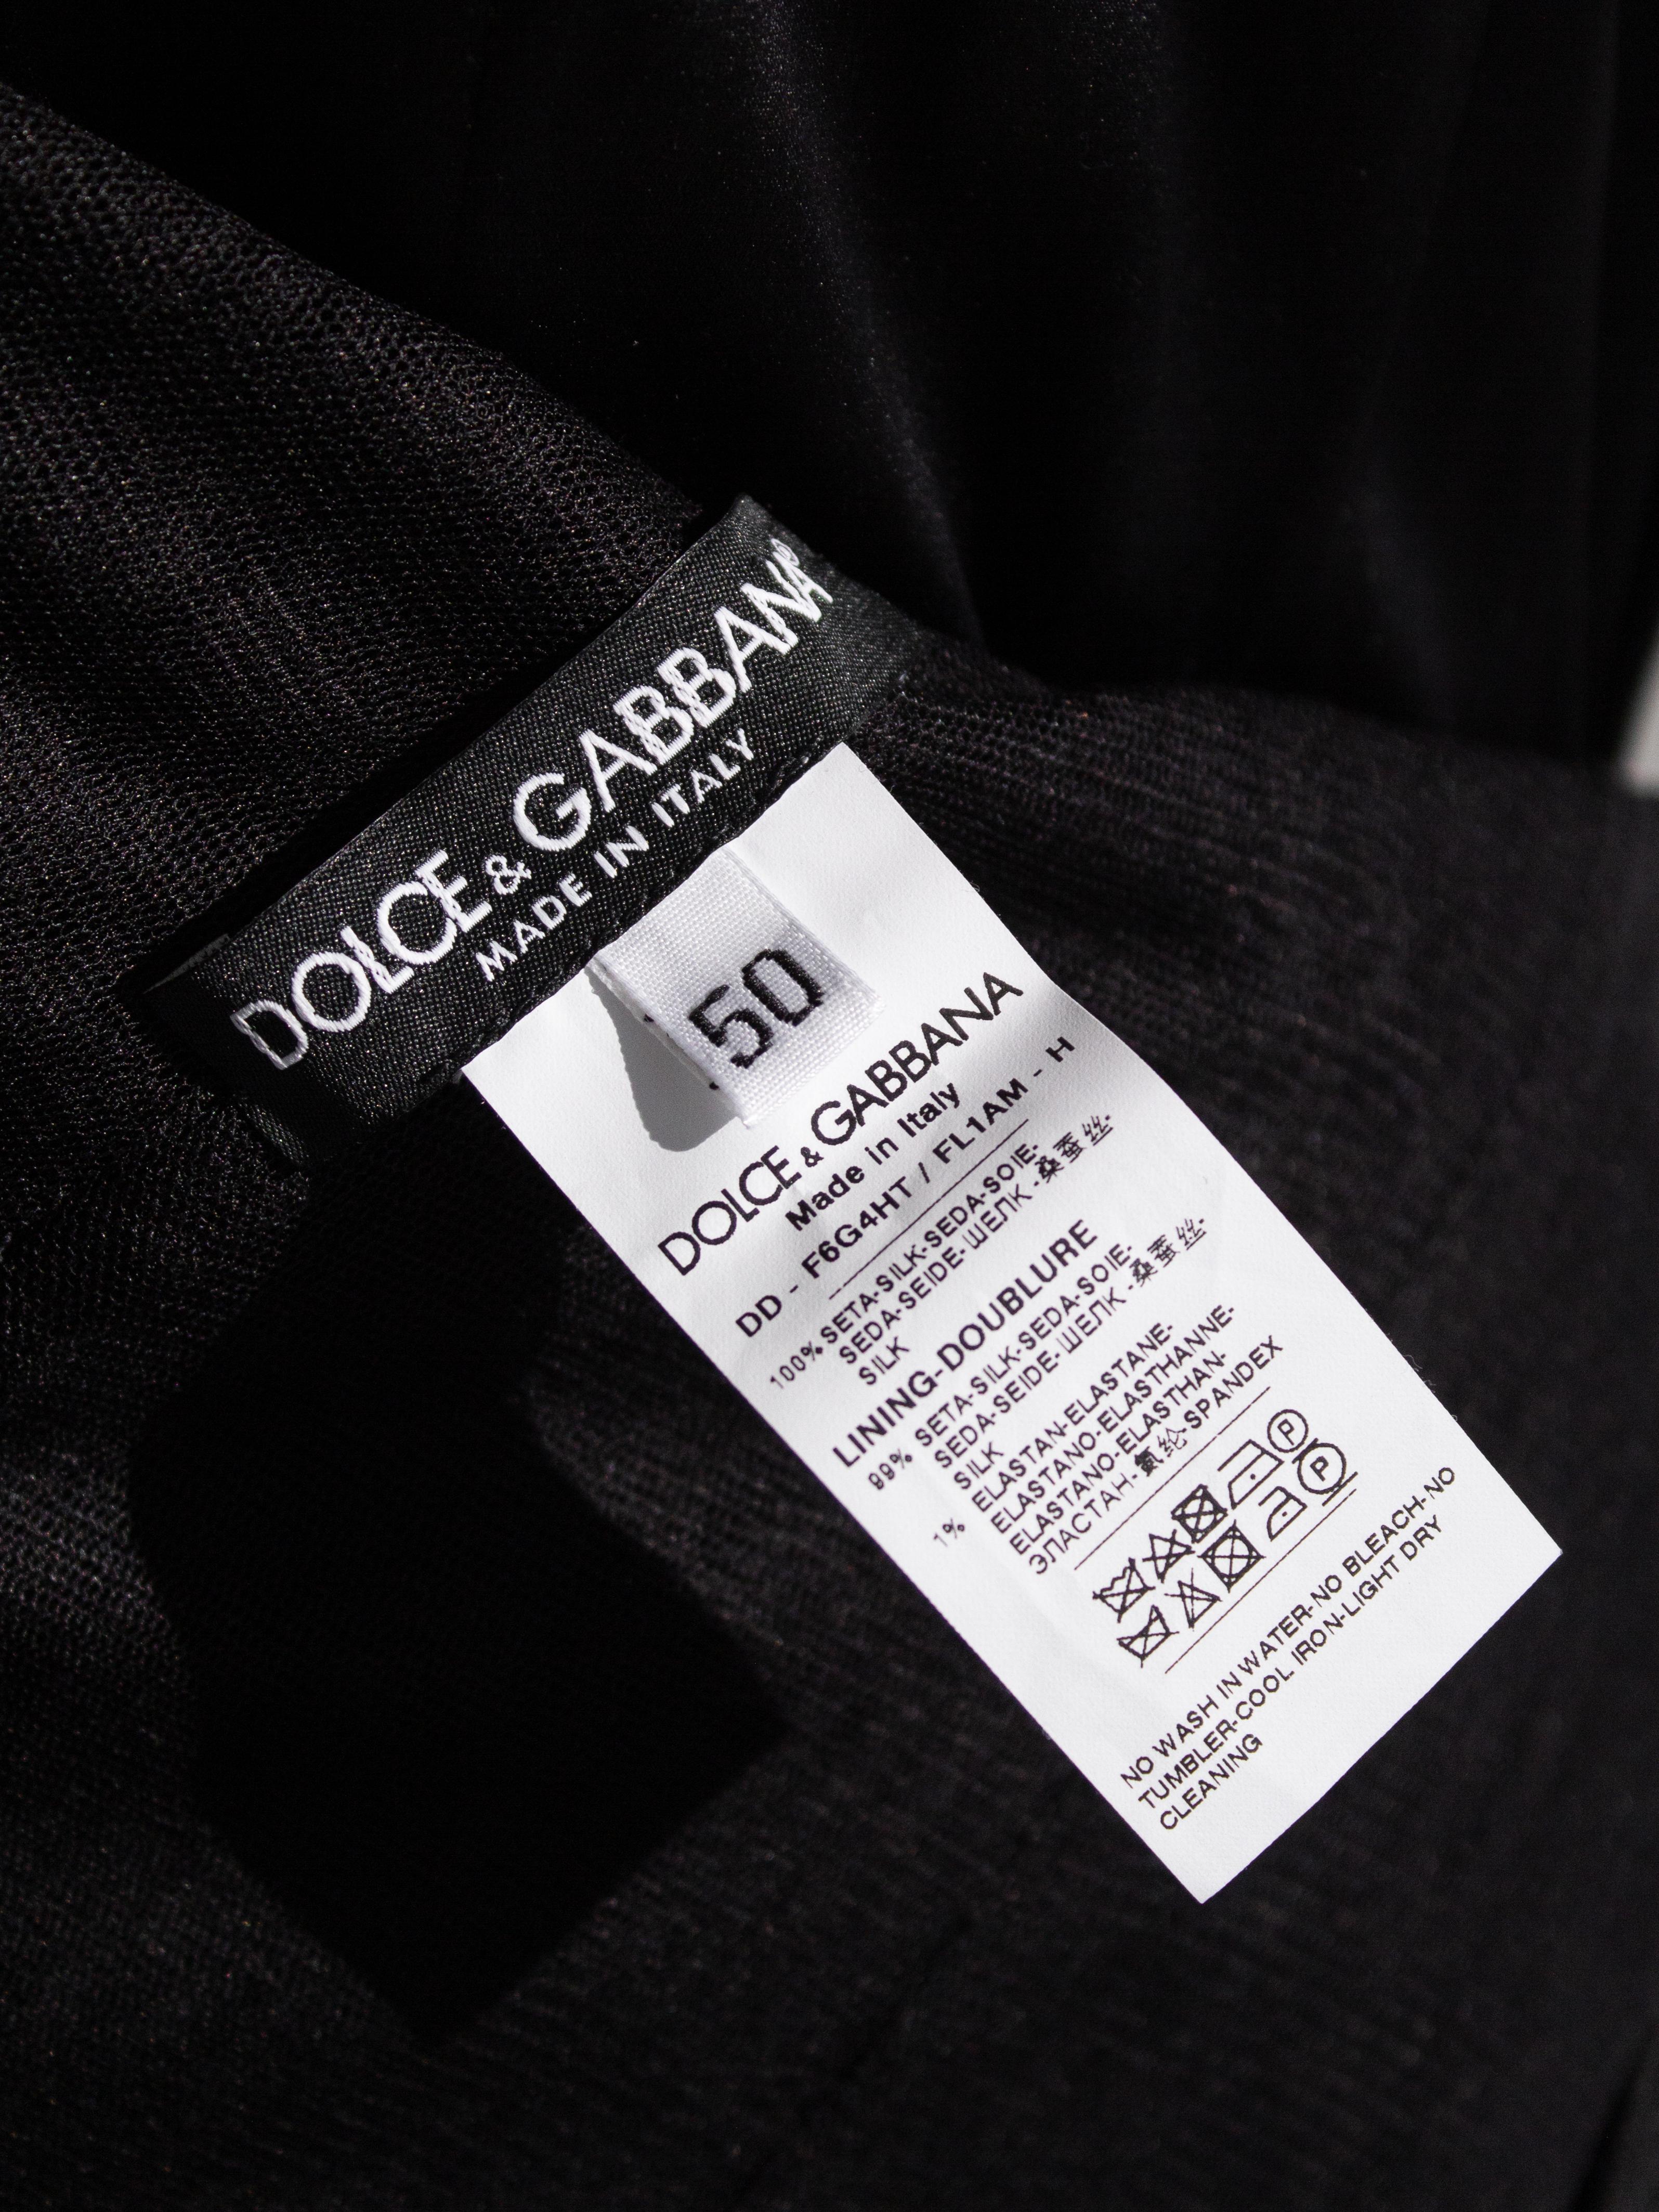 DOLCE & GABBANA
MADE IN ITALY
50
DOLCE & GABBANA
Made in Italy
DD - F6G4HT / FL1AM - H
100% SETA-SILK-SEDA-SOIE-
SEDA-SEIDE-ШЕЛК-桑蚕丝-
SILK
LINING-DOUBLURE
99% SETA-SILK-SEDA-SOIE-
SEDA-SEIDE-ШЕЛК-桑蚕丝-
SILK
1% ELASTAN-ELASTANE-
ELASTANO-ELASTHANNE-
ELASTANO-ELASTHAN-
ЭЛАСТАН-氨纶-SPANDEX
P
P
NO WASH IN WATER-NO BLEACH-NO
TUMBLER-COOL IRON-LIGHT DRY
CLEANING